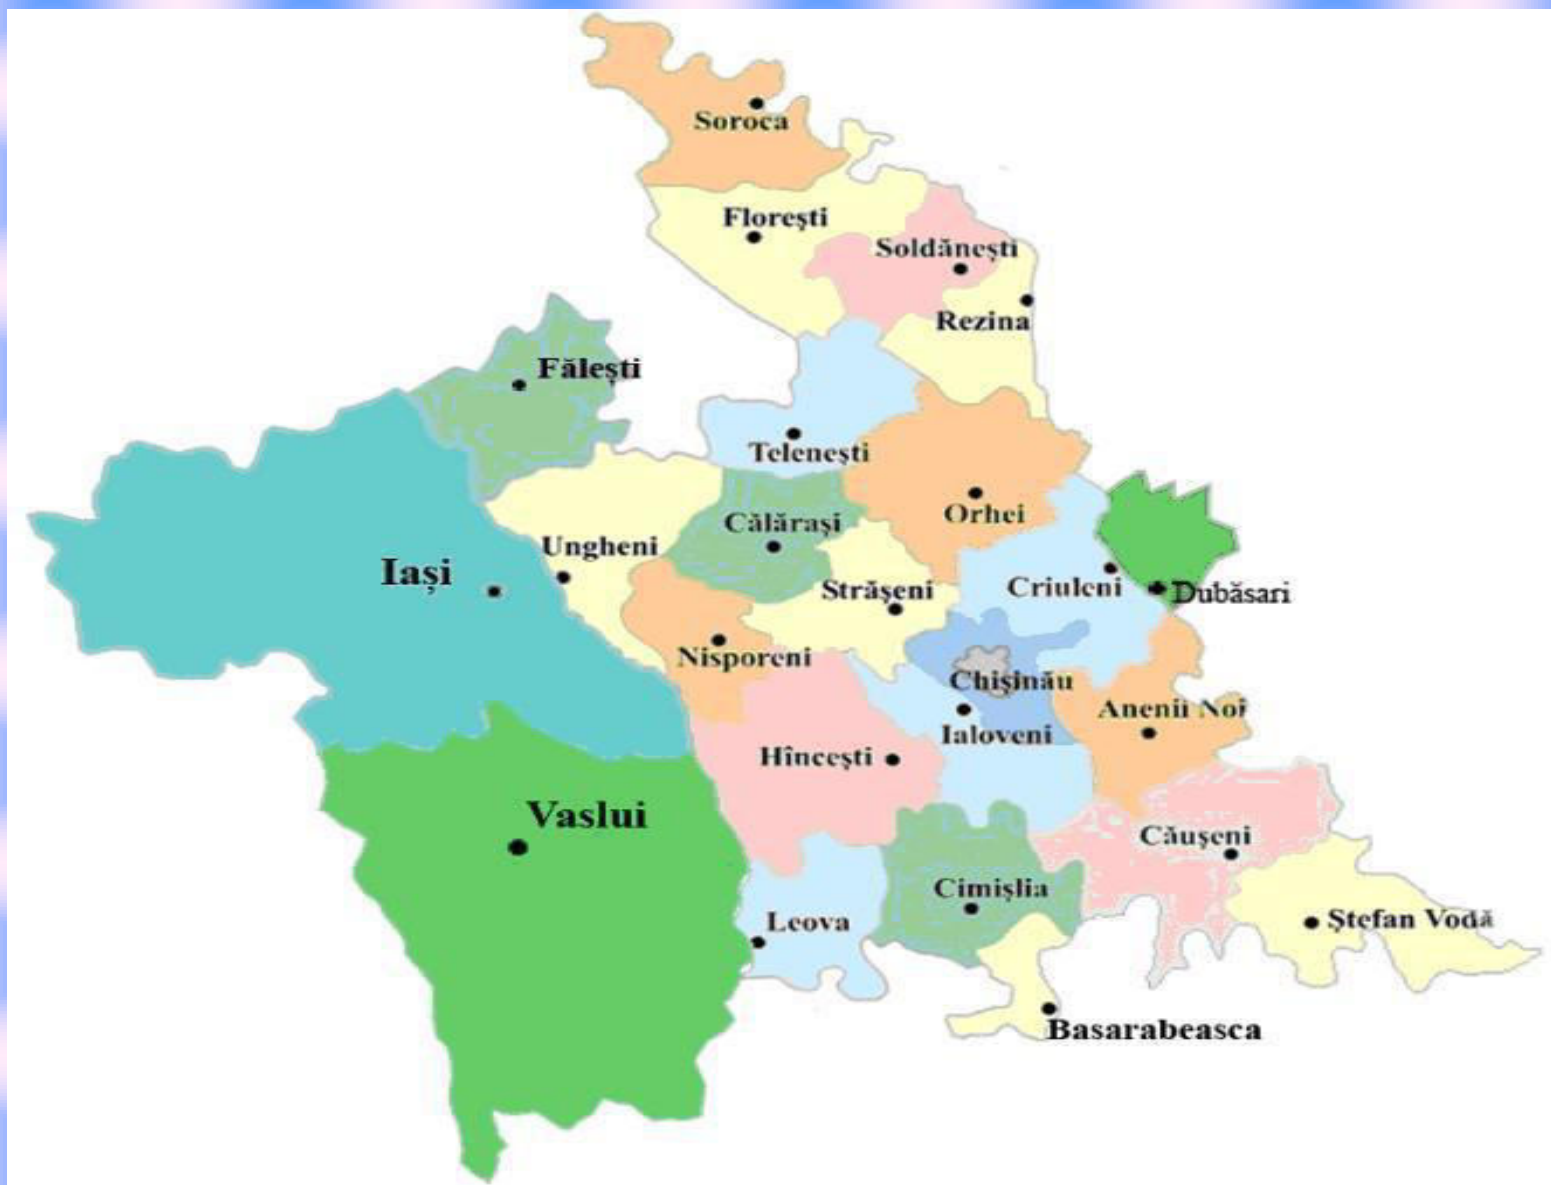 Soroca
Florești
Soldănești
Rezina
Fălești
Telenești
Orhei
Călărași
Ungheni
Iași
Strășeni
Criuleni
Dubăsari
Nisporeni
Chișinău
Anenii Noi
Ialoveni
Hîncești
Vaslui
Căușeni
Cimișlia
Leova
Ștefan Vodă
Basarabeasca